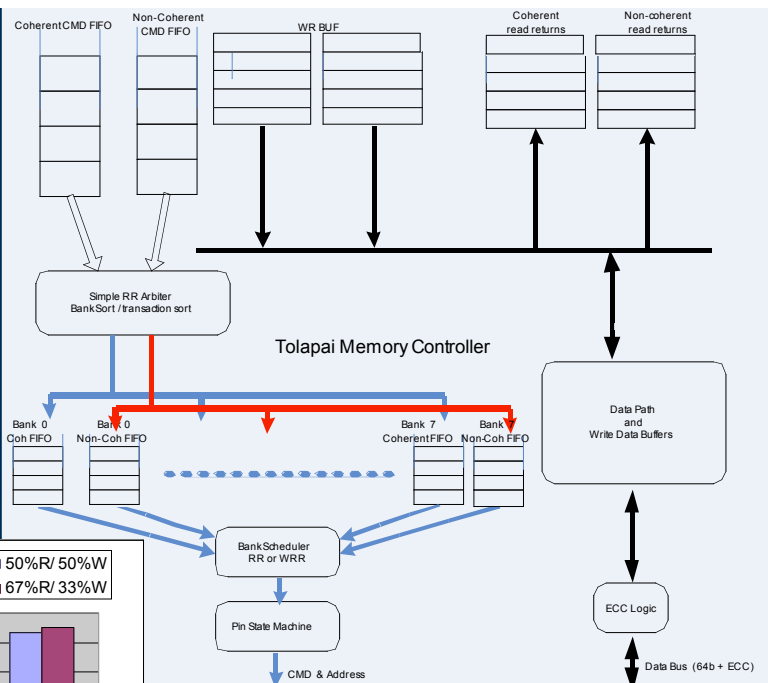 Coherent CMD FIFO
Non-Coherent
CMD FIFO
WR BUF
Coherent
read returns
Non-coherent
read returns
Simple RR Arbiter
BankSort / transaction sort
Tolapai Memory Controller
Data Path
and
Write Data Buffers
Bank 0
Coh FIFO
Bank 0
Non-Coh FIFO
Bank 7
Coherent FIFO
Bank 7
Non-Coh FIFO
BankScheduler
RR or WRR
50%R/ 50%W
67%R/ 33%W
ECC Logic
Pin State Machine
CMD & Address
Data Bus (64b + ECC)